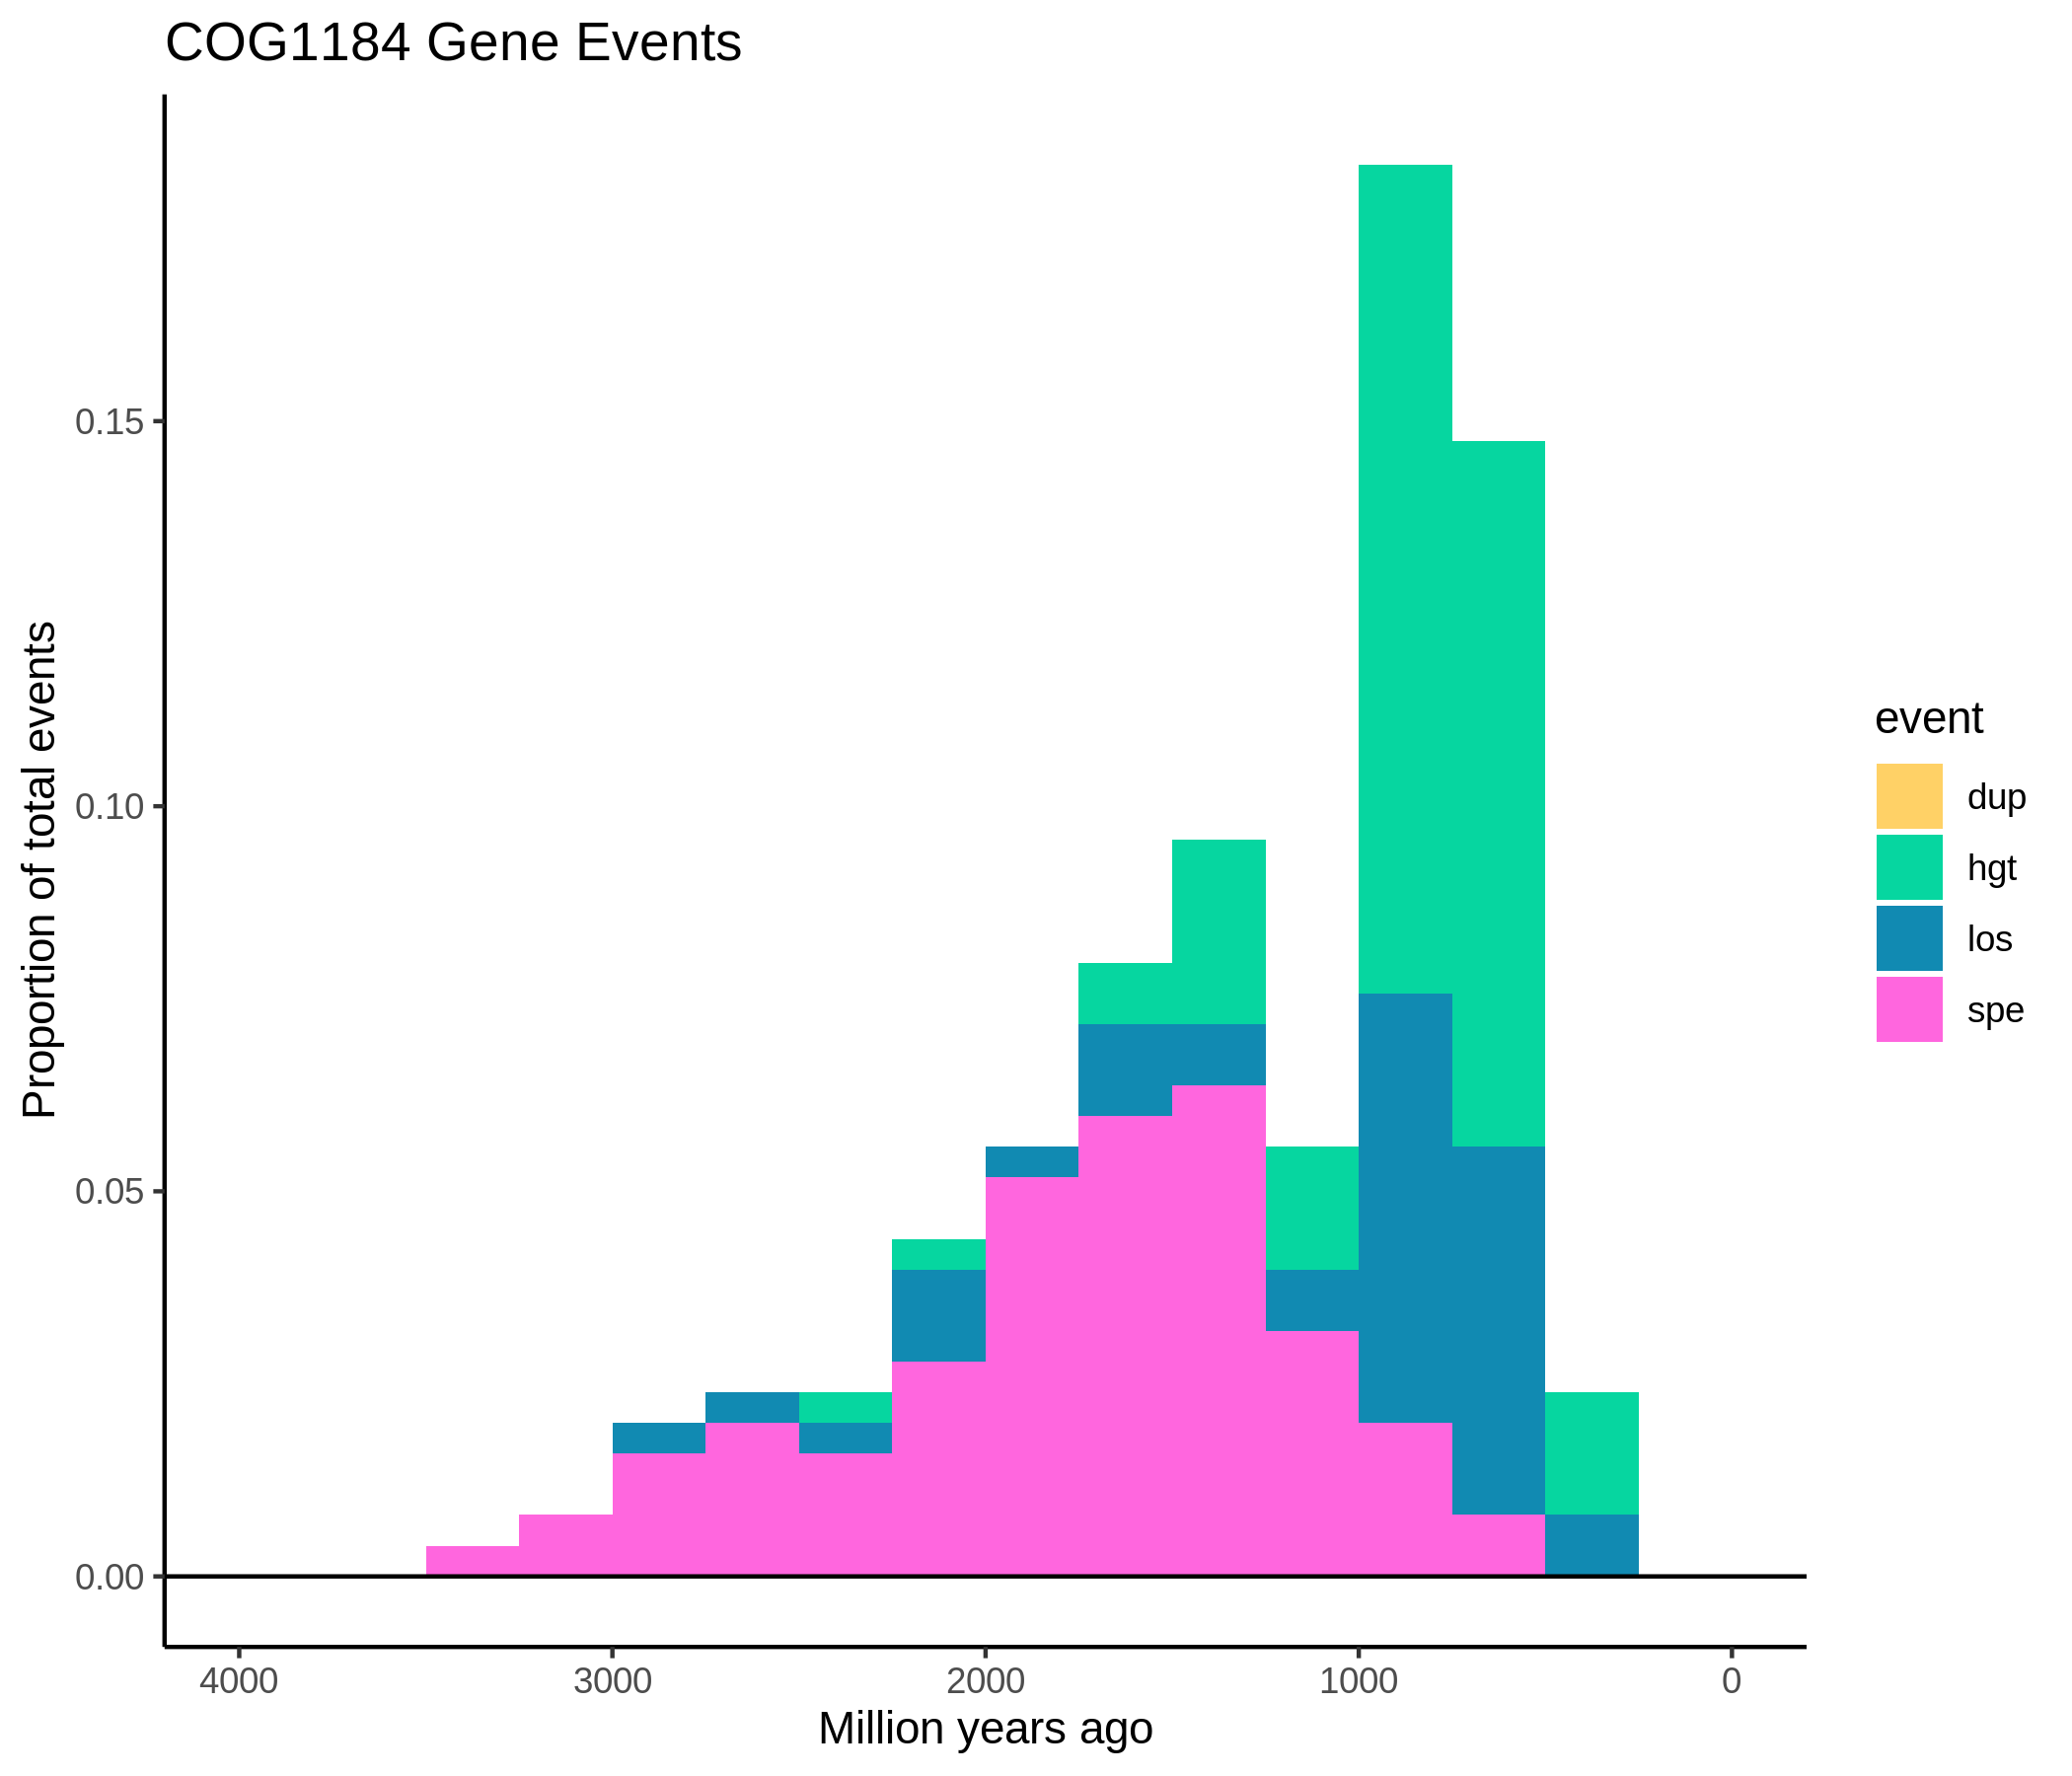 COG1184 Gene Events
Proportion of total events
0.15
0.10
0.05
0.00
4000 3000 2000 1000 0
Million years ago
event
dup
hgt
los
spe